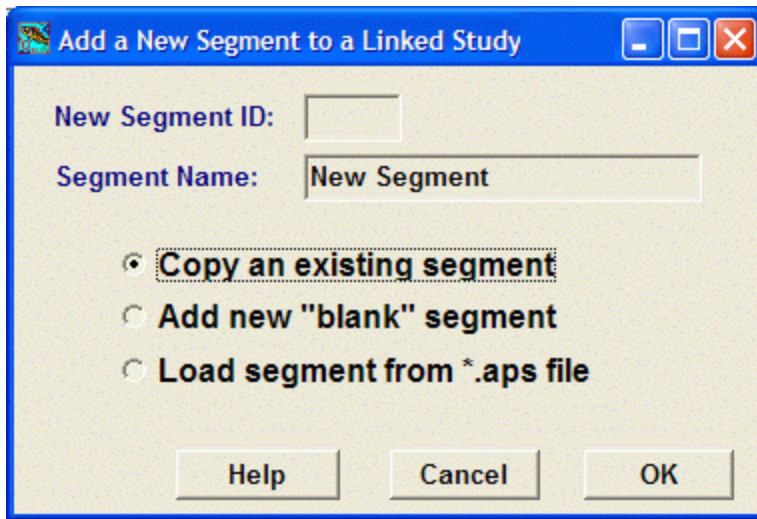 Add a New Segment to a Linked Study
New Segment ID:
Segment Name: New Segment
Copy an existing segment
Add new "blank" segment
Load segment from *.aps file
Help Cancel OK